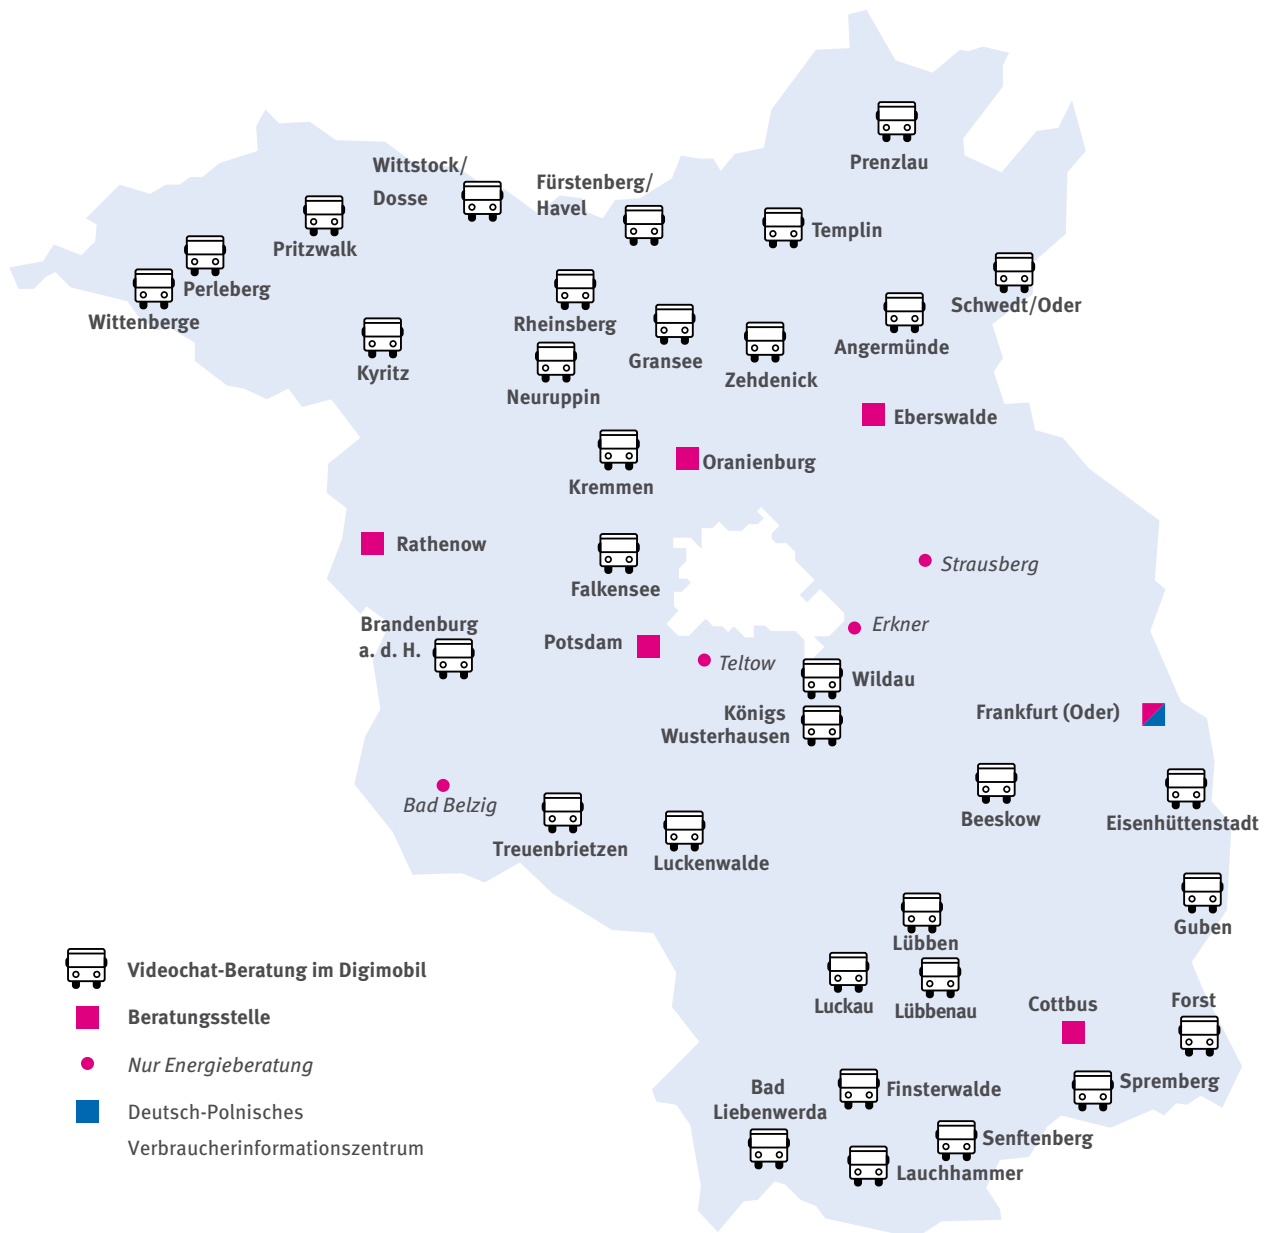 Prenzlau
Wittstock/
Dosse
Fürstenberg/
Havel
Templin
Pritzwalk
Perleberg
Wittenberge
Schwedt/Oder
Rheinsberg
Gransee
Angermünde
Kyritz
Zehdenick
Neuruppin
Eberswalde
Oranienburg
Kremmen
Rathenow
Strausberg
Falkensee
Brandenburg
a. d. H.
Erkner
Potsdam
Teltow
Wildau
Königs
Wusterhausen
Frankfurt (Oder)
Bad Belzig
Beeskow
Eisenhüttenstadt
Treuenbrietzen
Luckenwalde
Guben
Lübben
Luckau
Lübbenau
Cottbus
Forst
Spremberg
Finsterwalde
Bad
Liebenwerda
Senftenberg
Lauchhammer
Videochat-Beratung im Digimobil
Beratungsstelle
Nur Energieberatung
Deutsch-Polnisches
Verbraucherinformationszentrum